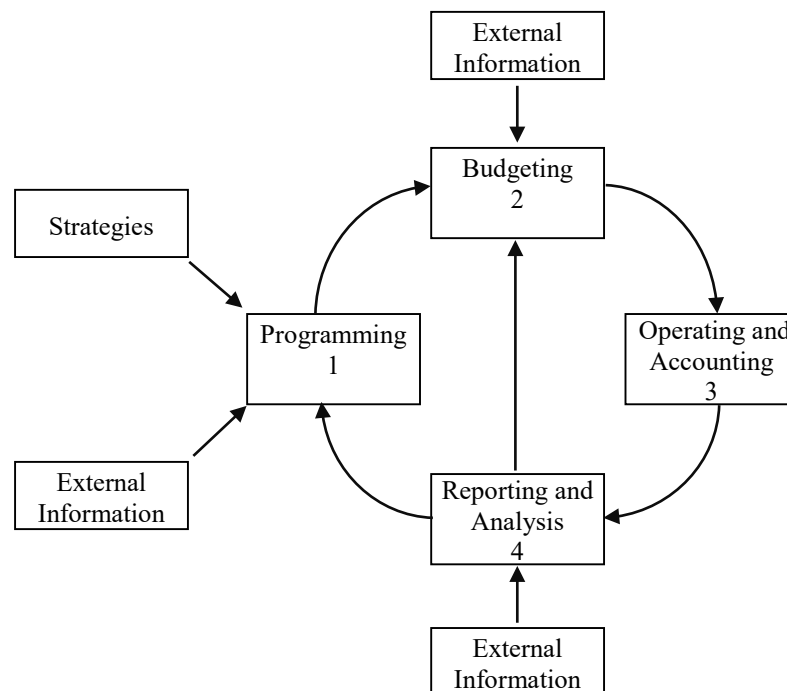 External
Information
Budgeting
2
Strategies
Programming
1
Operating and
Accounting
3
External
Information
Reporting and
Analysis
4
External
Information